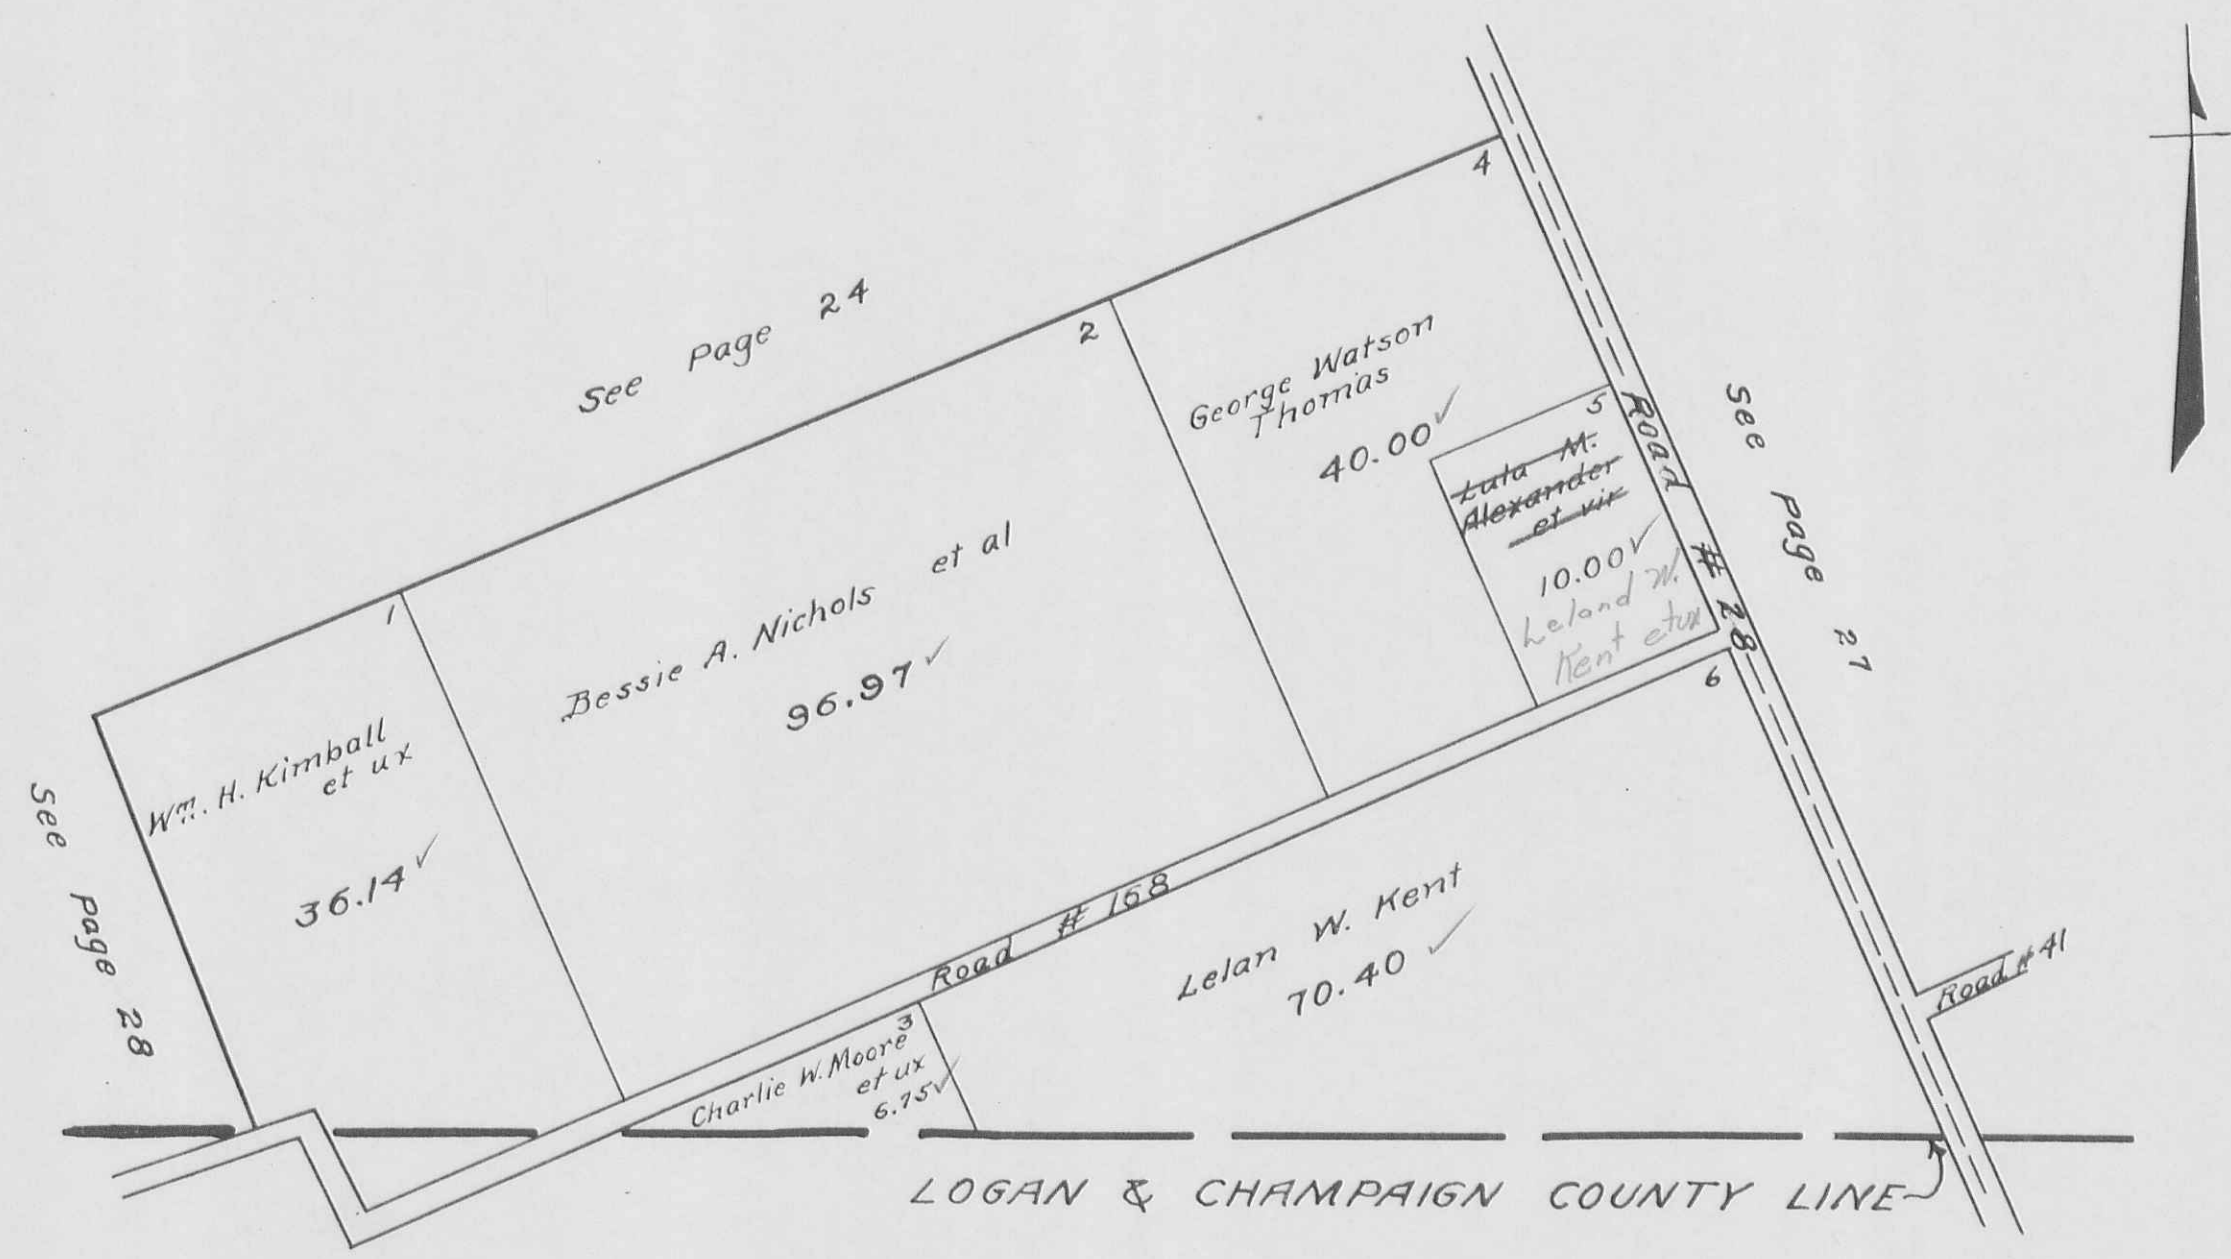 See Page 24
4
2
1
George Watson
Thomas
40.00✓
5
Lula M.
Alexander
et vir
10.00✓
Leland W.
Kent etux
Road # 28
See Page 27
Bessie A. Nichols et al
96.97✓
Wm. H. Kimball
et ux
36.14✓
See Page 28
6
Road # 158
Lelan W. Kent
70.40✓
3
Charlie W. Moore
et ux
6.75✓
Road #41
LOGAN & CHAMPAIGN COUNTY LINE